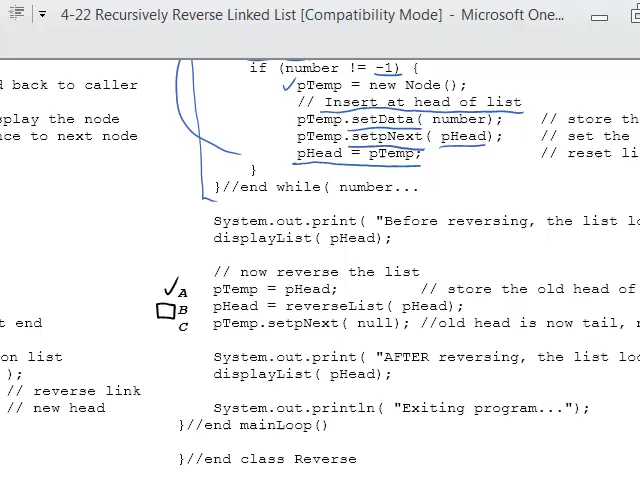 4-22 Recursively Reverse Linked List [Compatibility Mode] - Microsoft One
if (number != -1) {
d back to caller pTemp = new Node();
// Insert at head of list
splay the node pTemp.setData( number); // store th
nce to next node pTemp.setpNext( pHead); // set the
pHead = pTemp; // reset li
}
}//end while( number...
System.out.print( "Before reversing, the list lo
displayList( pHead);
// now reverse the list
A pTemp = pHead; // store the old head of
B pHead = reverseList( pHead);
t end C pTemp.setpNext( null); //old head is now tail,
on list System.out.print( "AFTER reversing, the list loo
); displayList( pHead);
// reverse link
// new head System.out.println( "Exiting program...");
}//end mainLoop()
}//end class Reverse